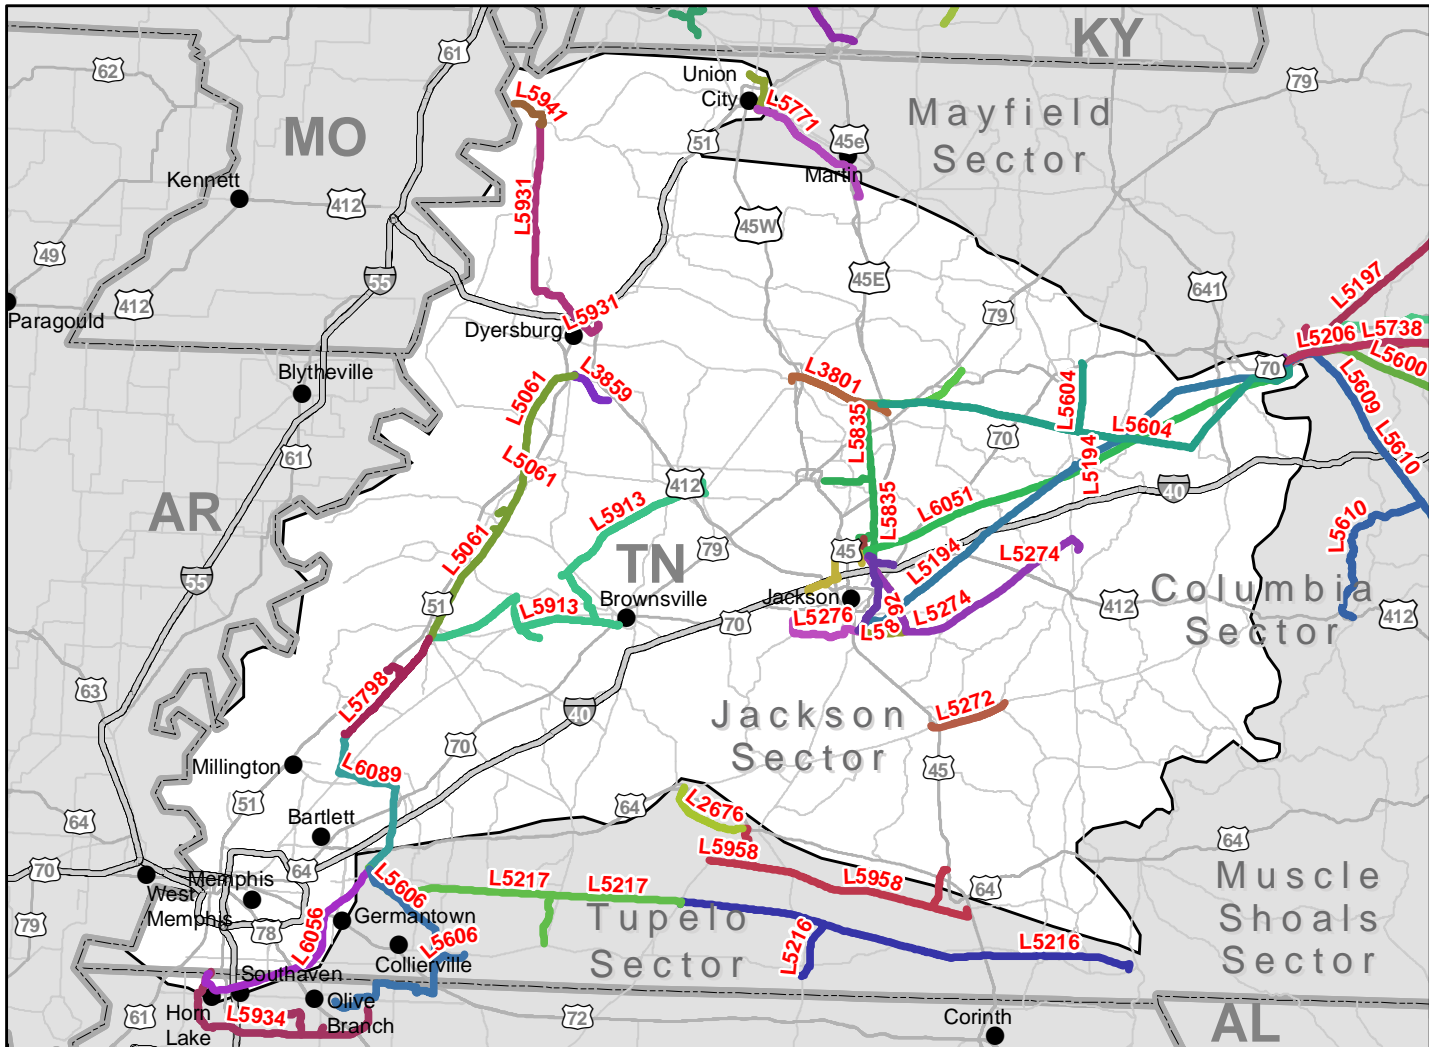 KY
61
62
79
Union
City
L5941
L5771
Mayfield
Sector
MO
51
45e
Martin
Kennett
412
L5931
45W
49
45E
55
641
L5197
412
Paragould
79
L5931
Dyersburg
L5206
L5738
L5600
70
Blytheville
L3859
L3801
L5061
L5604
L5609
L5835
L5604
70
61
L5061
L5194
L5610
412
40
AR
L5913
L6051
L5835
L5610
L5061
79
45
L5194
L5274
TN
55
51
Brownsville
Jackson
Columbia
Sector
412
412
L5913
70
L5276
L5892
L5274
63
L5798
40
Jackson
Sector
L5272
70
Millington
L6089
45
51
64
L2676
64
Bartlett
64
L5958
64
70
Memphis
West
Memphis
L5606
L5217
L5217
L5958
64
Muscle
Shoals
Sector
79
78
Germantown
Tupelo
Sector
L6056
L5606
L5216
L5216
Collierville
Southaven
Horn
Lake
Olive
Branch
61
L5934
72
Corinth
AL